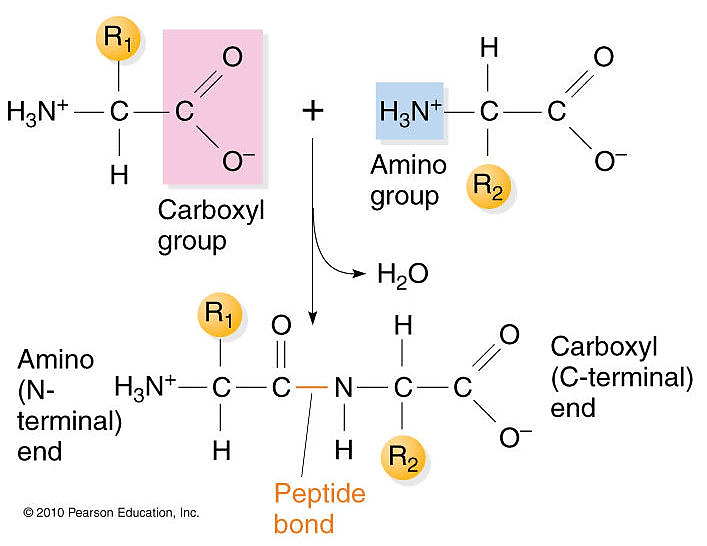 R₁
O
H
O
H₃N⁺ — C — C
+
H₃N⁺ — C — C
H
O⁻
Carboxyl
group
Amino
group
R₂
O⁻
H₂O
R₁
O
H
O
Amino
(N-
terminal)
end
H₃N⁺ — C — C — N — C — C
H
H
R₂
O⁻
Carboxyl
(C-terminal)
end
Peptide
bond
© 2010 Pearson Education, Inc.